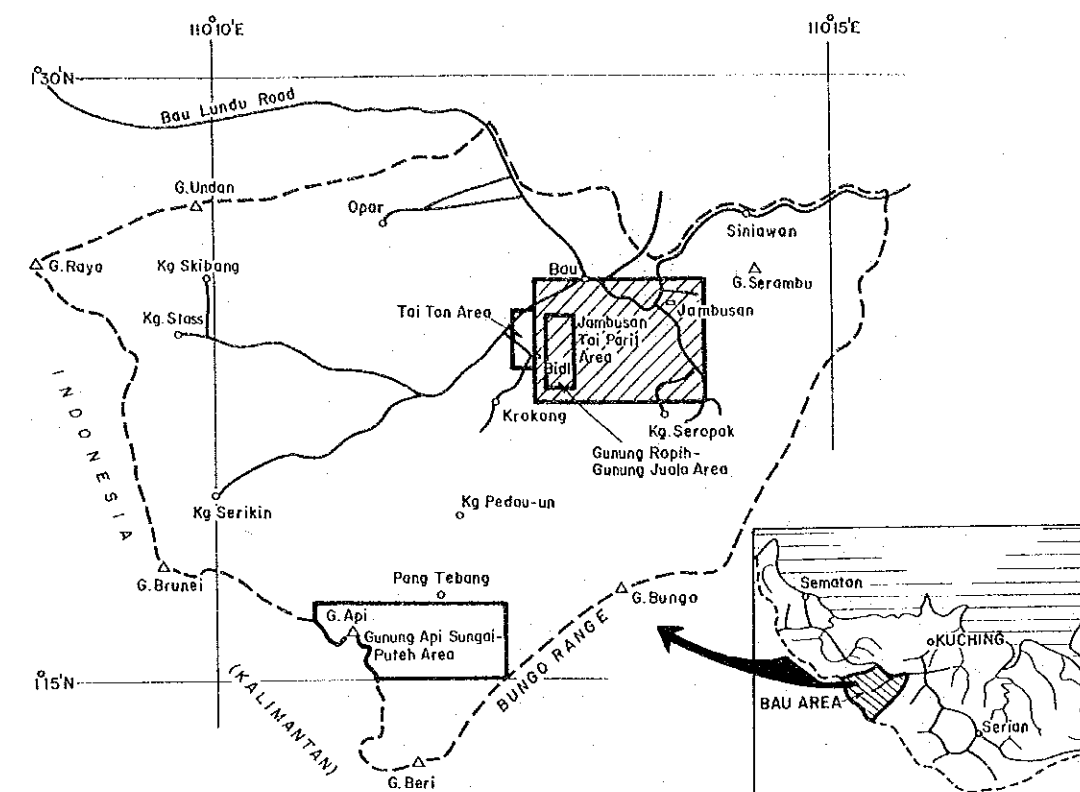 110°10'E
110°15'E
1°30'N
Bau Lundu Road
G.Undan
Opar
Siniawan
G.Raya
Kg Skibang
Bau
G.Serambu
Tai Ton Area
Jambusan
Kg.Stass
Jambusan
Tai Parit
Area
Bidi
INDONESIA
Krokong
Kg.Seropak
Gunung Ropih-
Gunung Juala Area
Kg Serikin
Kg Pedau-un
G.Brunei
Pang Tebang
G.Bungo
Sematan
G.Api
Gunung Api Sungai-
Puteh Area
KUCHING
1°15'N
BUNGO RANGE
(KALIMANTAN)
BAU AREA
Serian
G.Beri